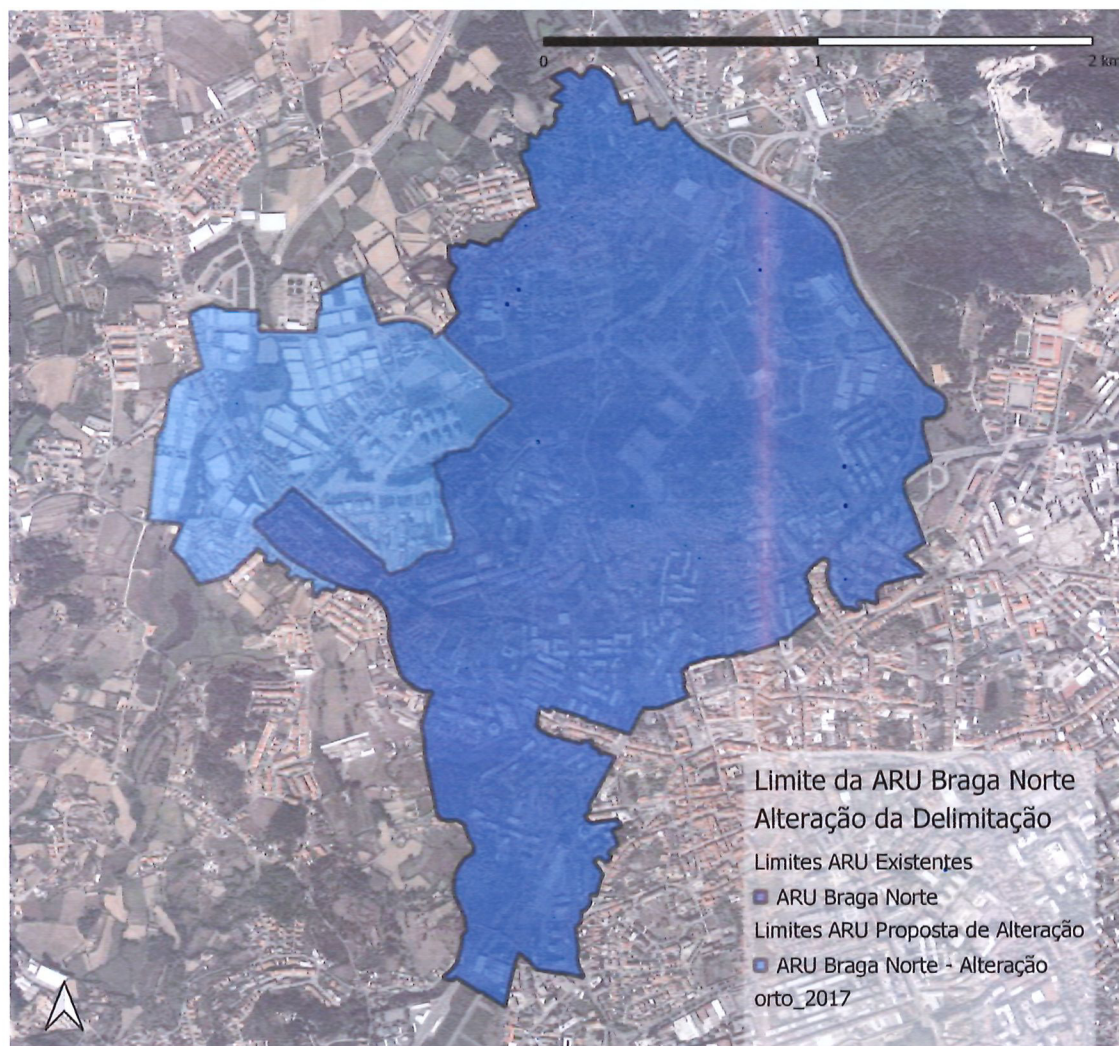 0 1 2 km
Limite da ARU Braga Norte
Alteração da Delimitação
Limites ARU Existentes
ARU Braga Norte
Limites ARU Proposta de Alteração
ARU Braga Norte - Alteração
orto_2017